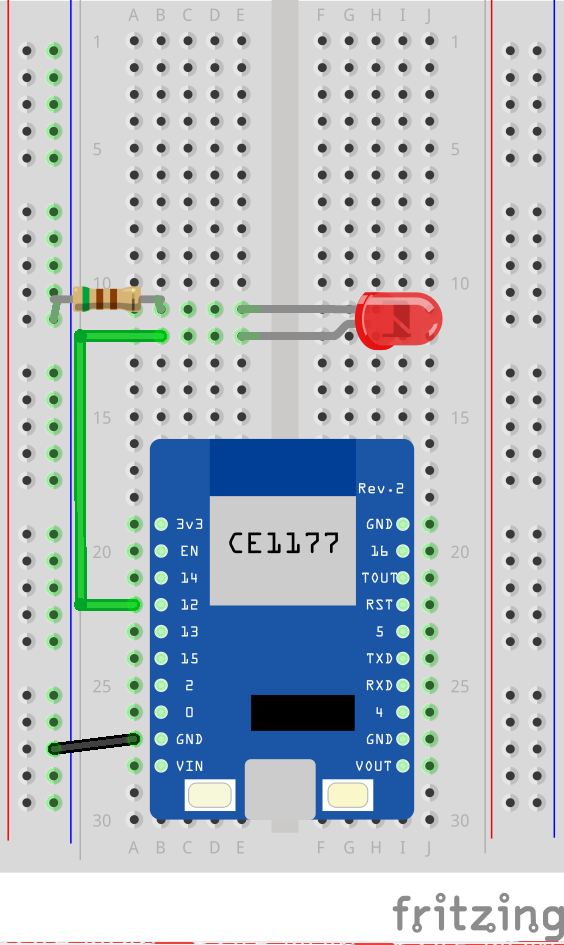 A B C D E F G H I J
1 1
5 5
10 10
15 15
Rev.2
CE1177
3v3 GND
EN 16
14 TOUT
12 RST
13 5
15 TXD
2 RXD
0 4
GND GND
VIN VOUT
20 20
25 25
30 30
A B C D E F G H I J
fritzing